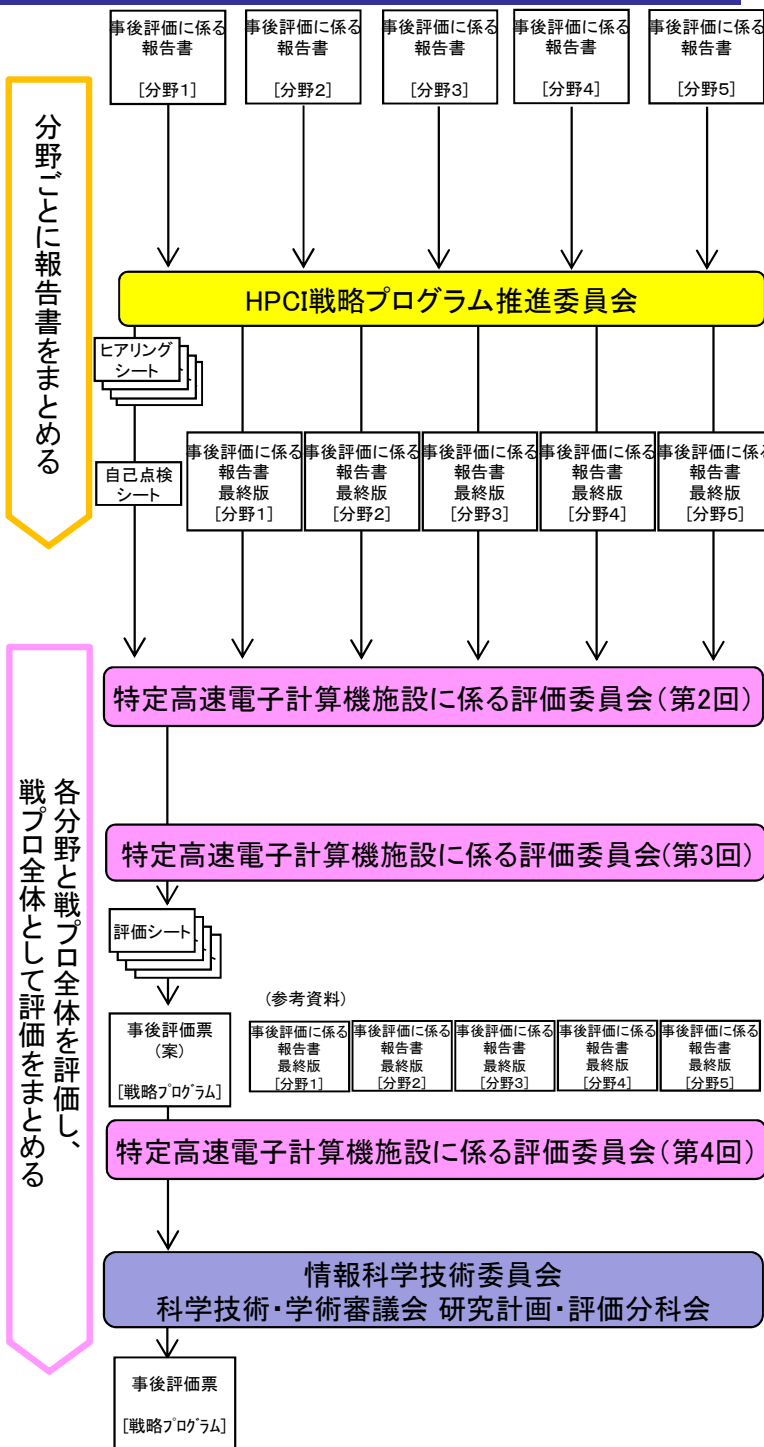 事後評価に係る
報告書
[分野1]
事後評価に係る
報告書
[分野2]
事後評価に係る
報告書
[分野3]
事後評価に係る
報告書
[分野4]
事後評価に係る
報告書
[分野5]
分野ごとに報告書をまとめる
HPCI戦略プログラム推進委員会
ヒアリング
シート
自己点検
シート
事後評価に係る
報告書
最終版
[分野1]
事後評価に係る
報告書
最終版
[分野2]
事後評価に係る
報告書
最終版
[分野3]
事後評価に係る
報告書
最終版
[分野4]
事後評価に係る
報告書
最終版
[分野5]
各分野と戦プロ全体を評価し、
戦プロ全体として評価をまとめる
特定高速電子計算機施設に係る評価委員会(第2回)
特定高速電子計算機施設に係る評価委員会(第3回)
評価シート
事後評価票
(案)
[戦略プログラム]
(参考資料)
事後評価に係る
報告書
最終版
[分野1]
事後評価に係る
報告書
最終版
[分野2]
事後評価に係る
報告書
最終版
[分野3]
事後評価に係る
報告書
最終版
[分野4]
事後評価に係る
報告書
最終版
[分野5]
特定高速電子計算機施設に係る評価委員会(第4回)
情報科学技術委員会
科学技術・学術審議会 研究計画・評価分科会
事後評価票
[戦略プログラム]